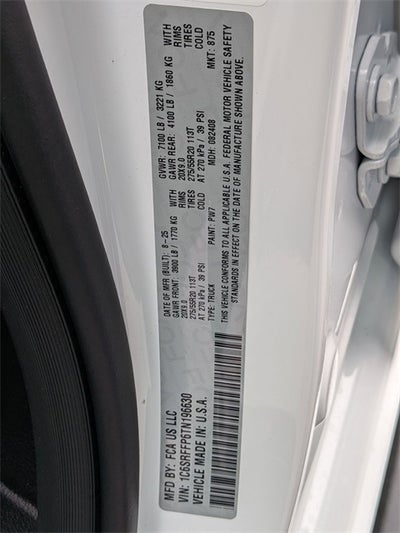 MFD BY: FCA US LLC
VIN: 1C6SRFFP6TN196630
VEHICLE MADE IN: U.S.A.
DATE OF MFR (BUILT): 8-25 GVWR: 7100 LB / 3221 KG
GAWR FRONT: 3900 LB / 1770 KG WITH GAWR REAR: 4100 LB / 1860 KG WITH
20X9.0 RIMS 20X9.0 RIMS
275/55R20 113T TIRES 275/55R20 113T TIRES
AT 270 kPa / 39 PSI COLD AT 270 kPa / 39 PSI COLD
TYPE: TRUCK PAINT: PW7 MDH: 082408 MKT: 875
THIS VEHICLE CONFORMS TO ALL APPLICABLE U.S.A. FEDERAL MOTOR VEHICLE SAFETY
STANDARDS IN EFFECT ON THE DATE OF MANUFACTURE SHOWN ABOVE.